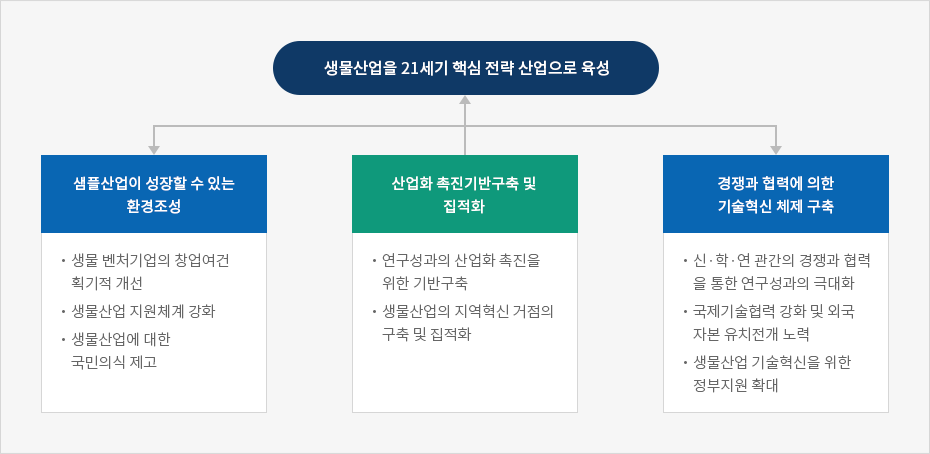 생물산업을 21세기 핵심 전략 산업으로 육성
샘플산업이 성장할 수 있는
환경조성
• 생물 벤처기업의 창업여건
획기적 개선
• 생물산업 지원체계 강화
• 생물산업에 대한
국민의식 제고
산업화 촉진기반구축 및
집적화
• 연구성과의 산업화 촉진을
위한 기반구축
• 생물산업의 지역혁신 거점의
구축 및 집적화
경쟁과 협력에 의한
기술혁신 체제 구축
• 신·학·연 관간의 경쟁과 협력
을 통한 연구성과의 극대화
• 국제기술협력 강화 및 외국
자본 유치전개 노력
• 생물산업 기술혁신을 위한
정부지원 확대